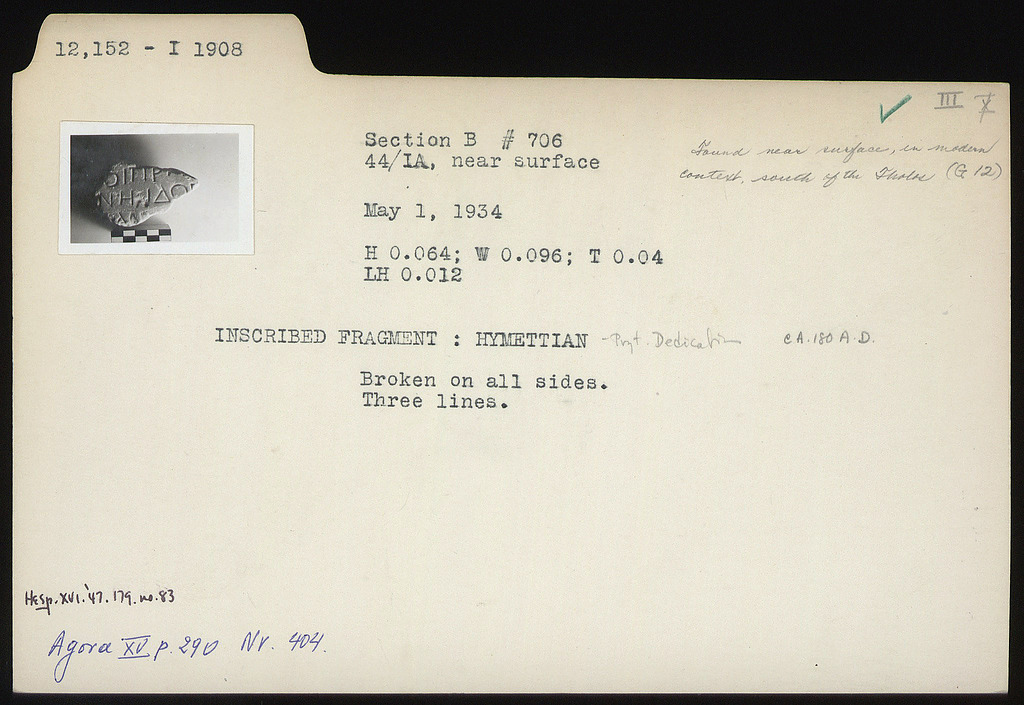 12,152 - I 1908
✓ III X
Section B # 706
44/IA, near surface
Found near surface, in modern
context, south of the Tholos (G 12)
May 1, 1934
H 0.064; W 0.096; T 0.04
LH 0.012
INSCRIBED FRAGMENT : HYMETTIAN - Pryt. Dedication cA. 180 A.D.
Broken on all sides.
Three lines.
Hesp. XVI. '47. 179. no. 83
Agora XV p. 290 Nr. 404.
ΟΙΠΡ
ΝΗΣΙΔΟ